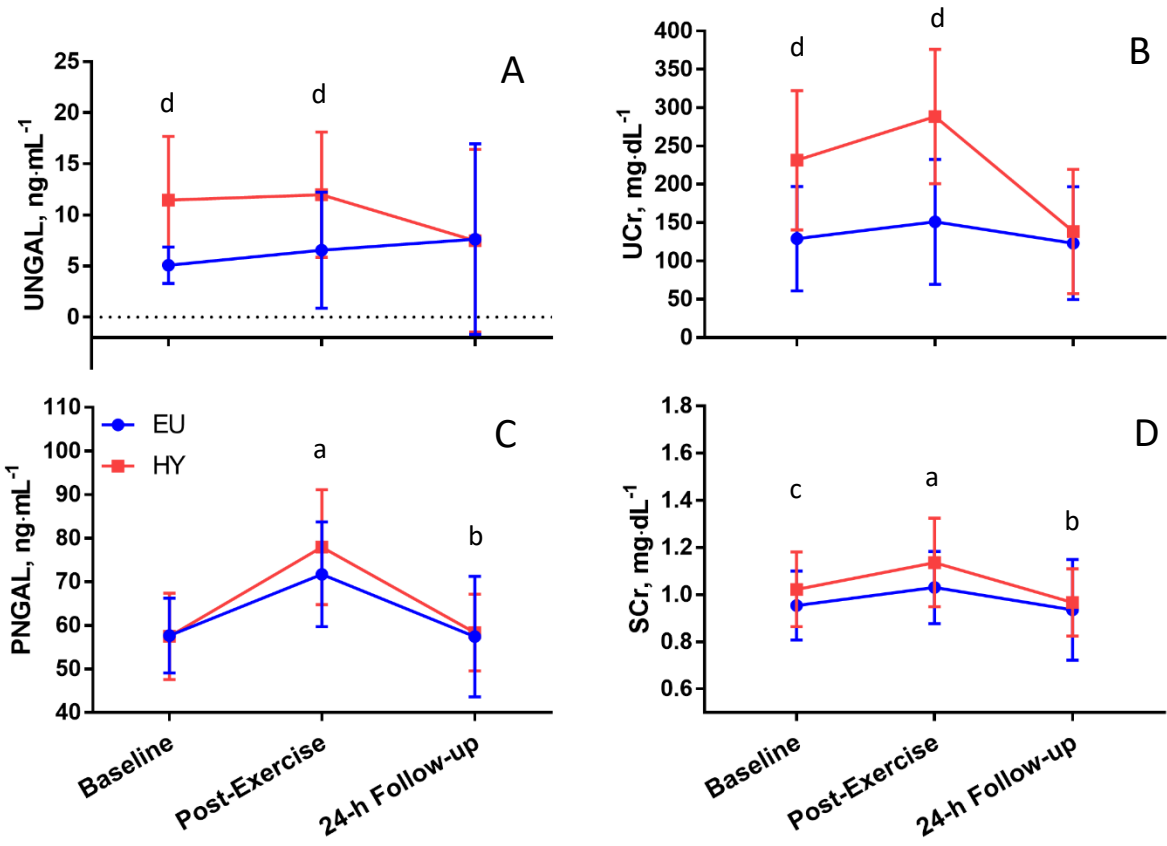 A
UNGAL, ng·mL⁻¹
25
20
15
10
5
0
d
d
B
UCr, mg·dL⁻¹
400
350
300
250
200
150
100
50
0
d
d
C
PNGAL, ng·mL⁻¹
110
100
90
80
70
60
50
40
EU
HY
a
b
Baseline
Post-Exercise
24-h Follow-up
D
SCr, mg·dL⁻¹
1.8
1.6
1.4
1.2
1.0
0.8
0.6
c
a
b
Baseline
Post-Exercise
24-h Follow-up